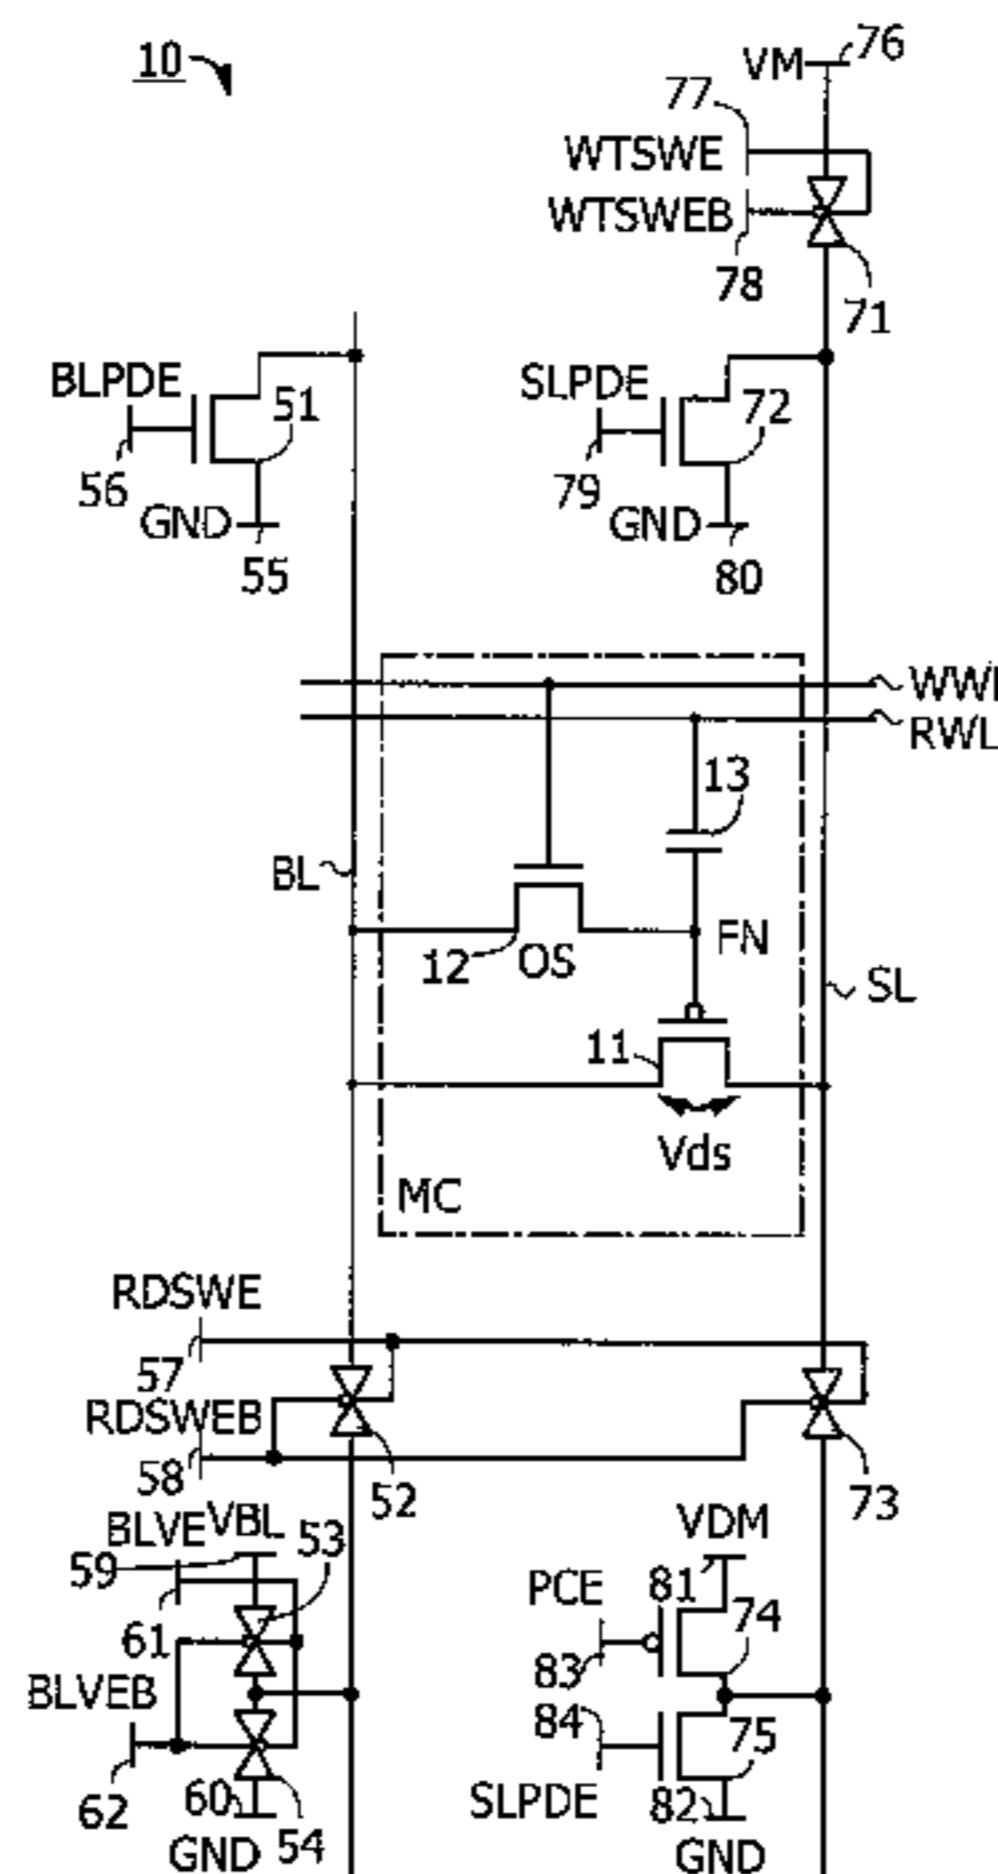 10
VM
76
77
WTSWE
WTSWEB
78
71
BLPDE
51
56
GND
55
SLPDE
72
79
GND
80
WWL
RWL
13
BL
12
OS
FN
SL
11
Vds
MC
RDSWE
57
RDSWEB
58
52
73
BLVE
VBL
53
59
61
BLVEB
62
60
GND
54
VDM
PCE
81
74
83
84
75
SLPDE
82
GND